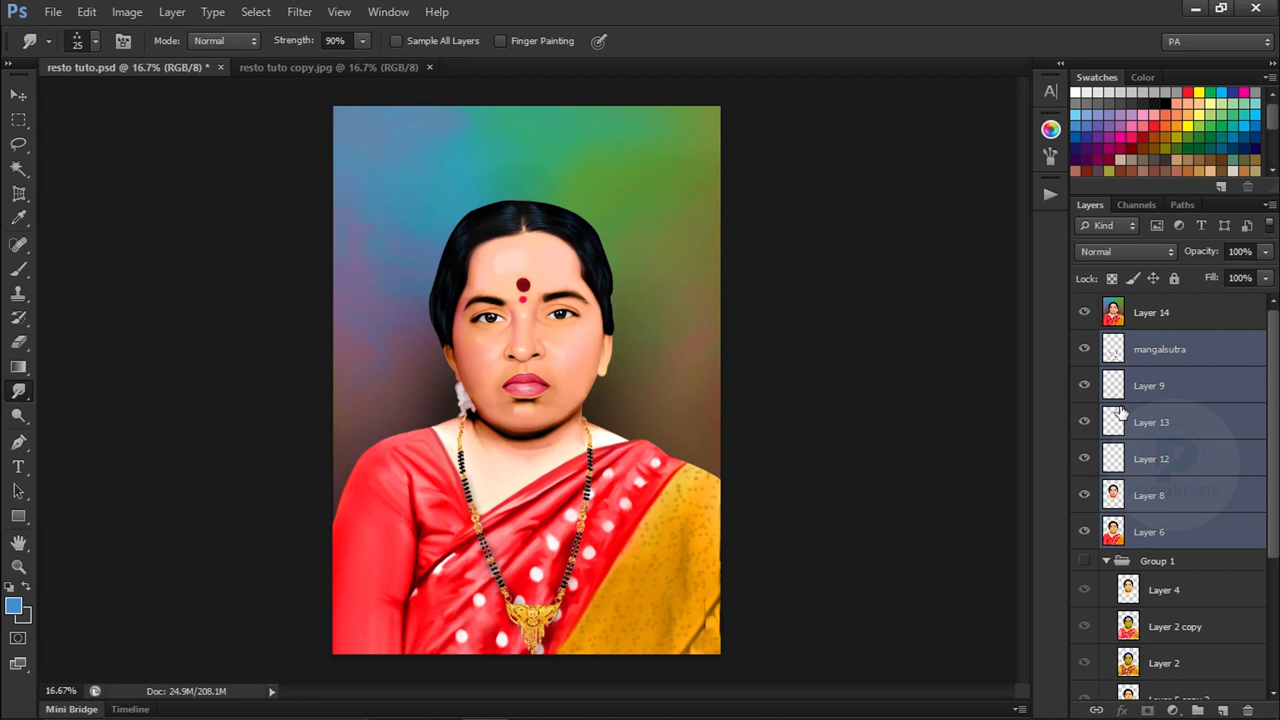 Ps File Edit Image Layer Type Select Filter View Window Help
25 Mode: Normal Strength: 90% Sample All Layers Finger Painting PA
resto tuto.psd @ 16.7% (RGB/8) * × resto tuto copy.jpg @ 16.7% (RGB/8) ×
Swatches Color
Layers Channels Paths
Kind
Normal Opacity: 100%
Lock: Fill: 100%
Layer 14
mangalsutra
Layer 9
Layer 13
Layer 12
Layer 8
Layer 6
Group 1
Layer 4
Layer 2 copy
Layer 2
16.67% Doc: 24.9M/208.1M
Mini Bridge Timeline